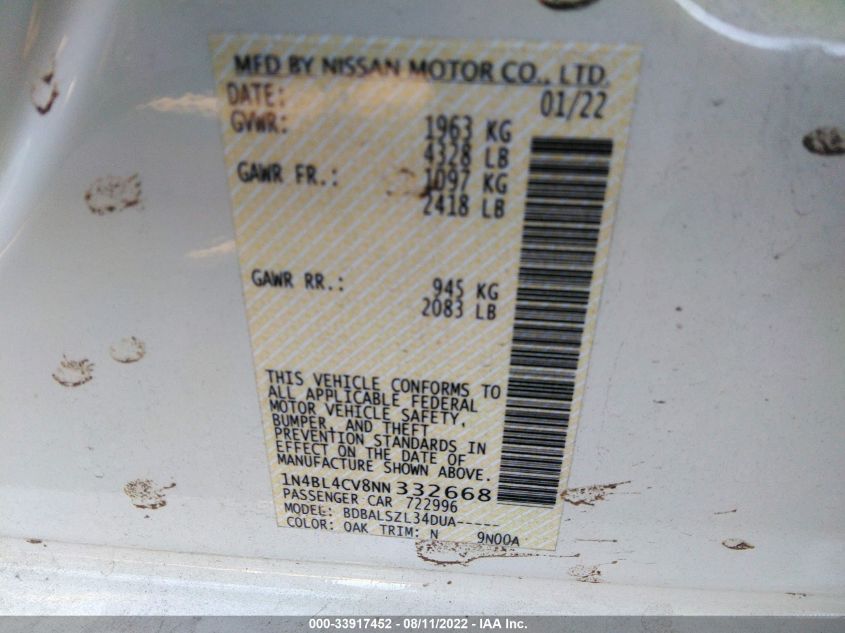 MFD BY NISSAN MOTOR CO., LTD.
DATE: 01/22
GVWR: 1963 KG
4328 LB
GAWR FR.: 1097 KG
2418 LB
GAWR RR.: 945 KG
2083 LB
THIS VEHICLE CONFORMS TO
ALL APPLICABLE FEDERAL
MOTOR VEHICLE SAFETY,
BUMPER, AND THEFT
PREVENTION STANDARDS IN
EFFECT ON THE DATE OF
MANUFACTURE SHOWN ABOVE.
1N4BL4CV8NN332668
PASSENGER CAR 722996
MODEL: BDBALSZL34DUA-----
COLOR: OAK TRIM: N 9N00A
000-33917452 - 08/11/2022 - IAA Inc.